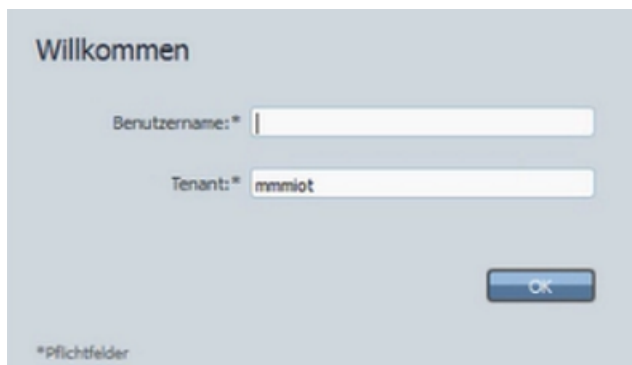 Willkommen
Benutzername:*
Tenant:* mmmiot
OK
*Pflichtfelder